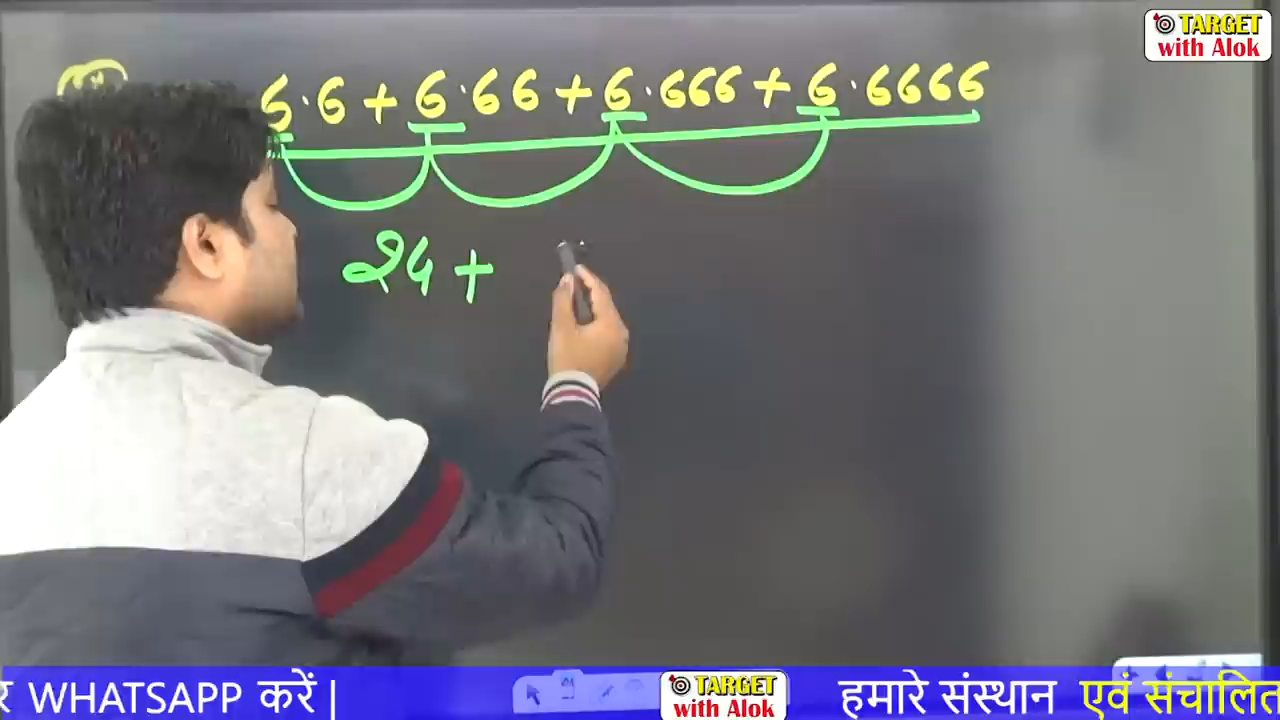 TARGET
with Alok
6.6 + 6.66 + 6.666 + 6.6666
24 +
र WHATSAPP करें |
TARGET
with Alok
हमारे संस्थान एवं संचालित